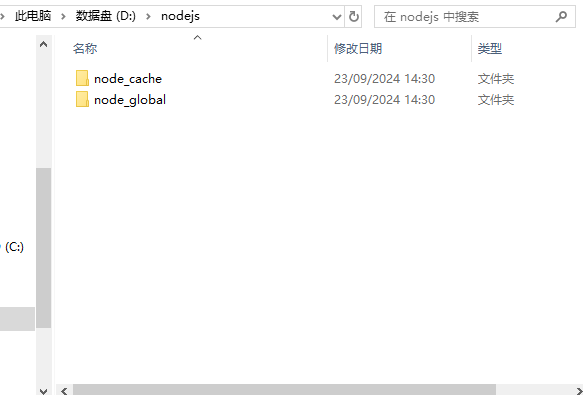 此电脑 数据盘 (D:) nodejs 在 nodejs 中搜索
名称 修改日期 类型
node_cache 23/09/2024 14:30 文件夹
node_global 23/09/2024 14:30 文件夹
(C:)